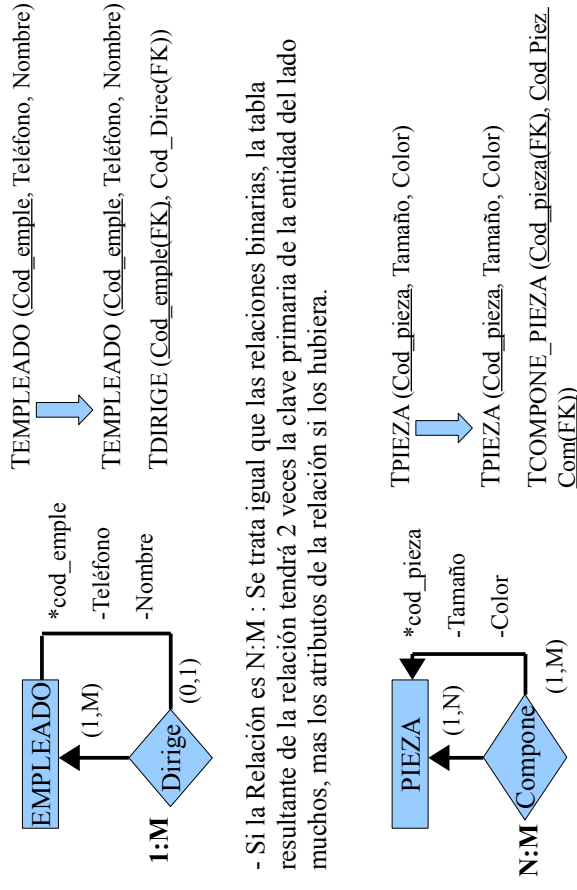 EMPLEADO
(1,M)
Dirige
(0,1)
1:M
*cod_emple
-Teléfono
-Nombre
TEMPLEADO (Cod_emple, Teléfono, Nombre)
TEMPLEADO (Cod_emple, Teléfono, Nombre)
TDIRIGE ((Cod_emple(FK), Cod_Direc(FK))
- Si la Relación es N:M : Se trata igual que las relaciones binarias, la tabla
resultante de la relación tendrá 2 veces la clave primaria de la entidad del lado
muchos, mas los atributos de la relación si los hubiera.
PIEZA
(1,N)
Compone
(1,M)
N:M
*cod_pieza
-Tamaño
-Color
TPIEZA (Cod_pieza, Tamaño, Color)
TPIEZA (Cod_pieza, Tamaño, Color)
TCOMPONE_PIEZA (Cod_pieza(FK), Cod Piez
Com(FK))